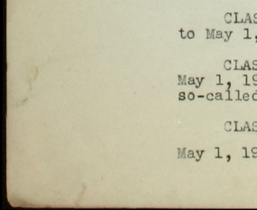 CLAS
to May 1,
CLAS
May 1, 19
so-called
CLAS
May 1, 19